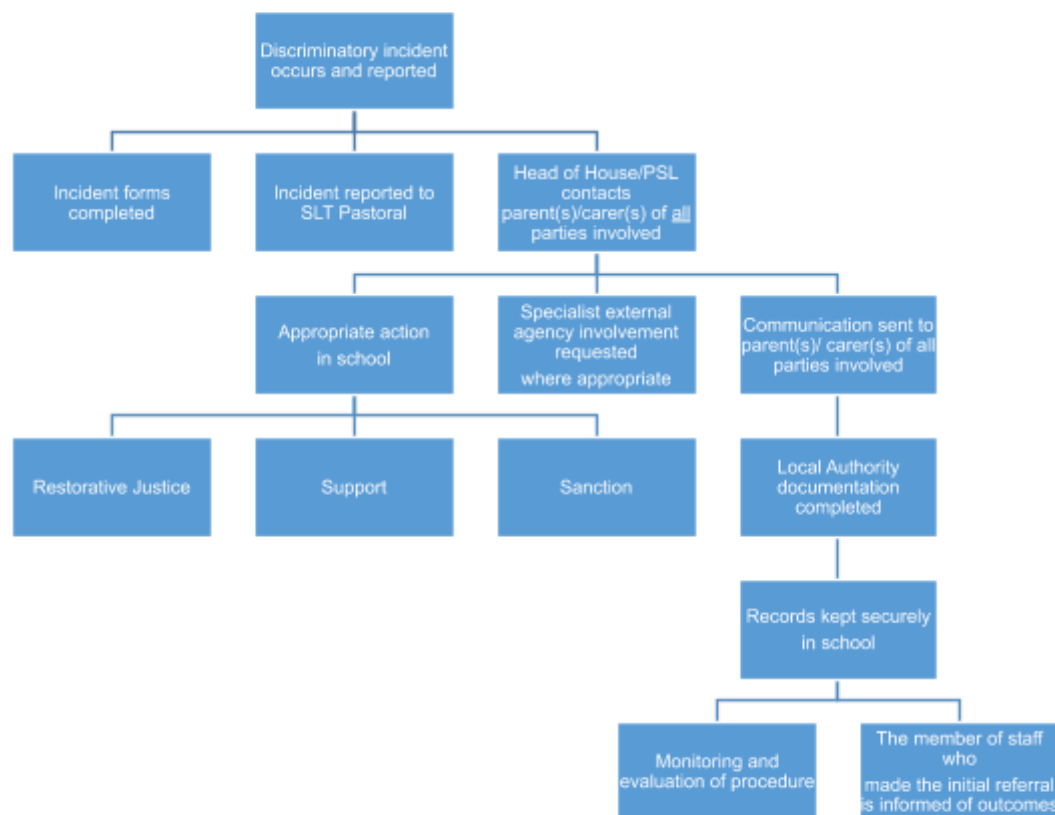 Discriminatory incident
occurs and reported
Incident forms
completed
Incident reported to
SLT Pastoral
Head of House/PSL
contacts
parent(s)/carer(s) of all
parties involved
Appropriate action
in school
Specialist external
agency involvement
requested
where appropriate
Communication sent to
parent(s)/ carer(s) of all
parties involved
Restorative Justice
Support
Sanction
Local Authority
documentation
completed
Records kept securely
in school
Monitoring and
evaluation of procedure
The member of staff
who
made the initial referral
is informed of outcomes